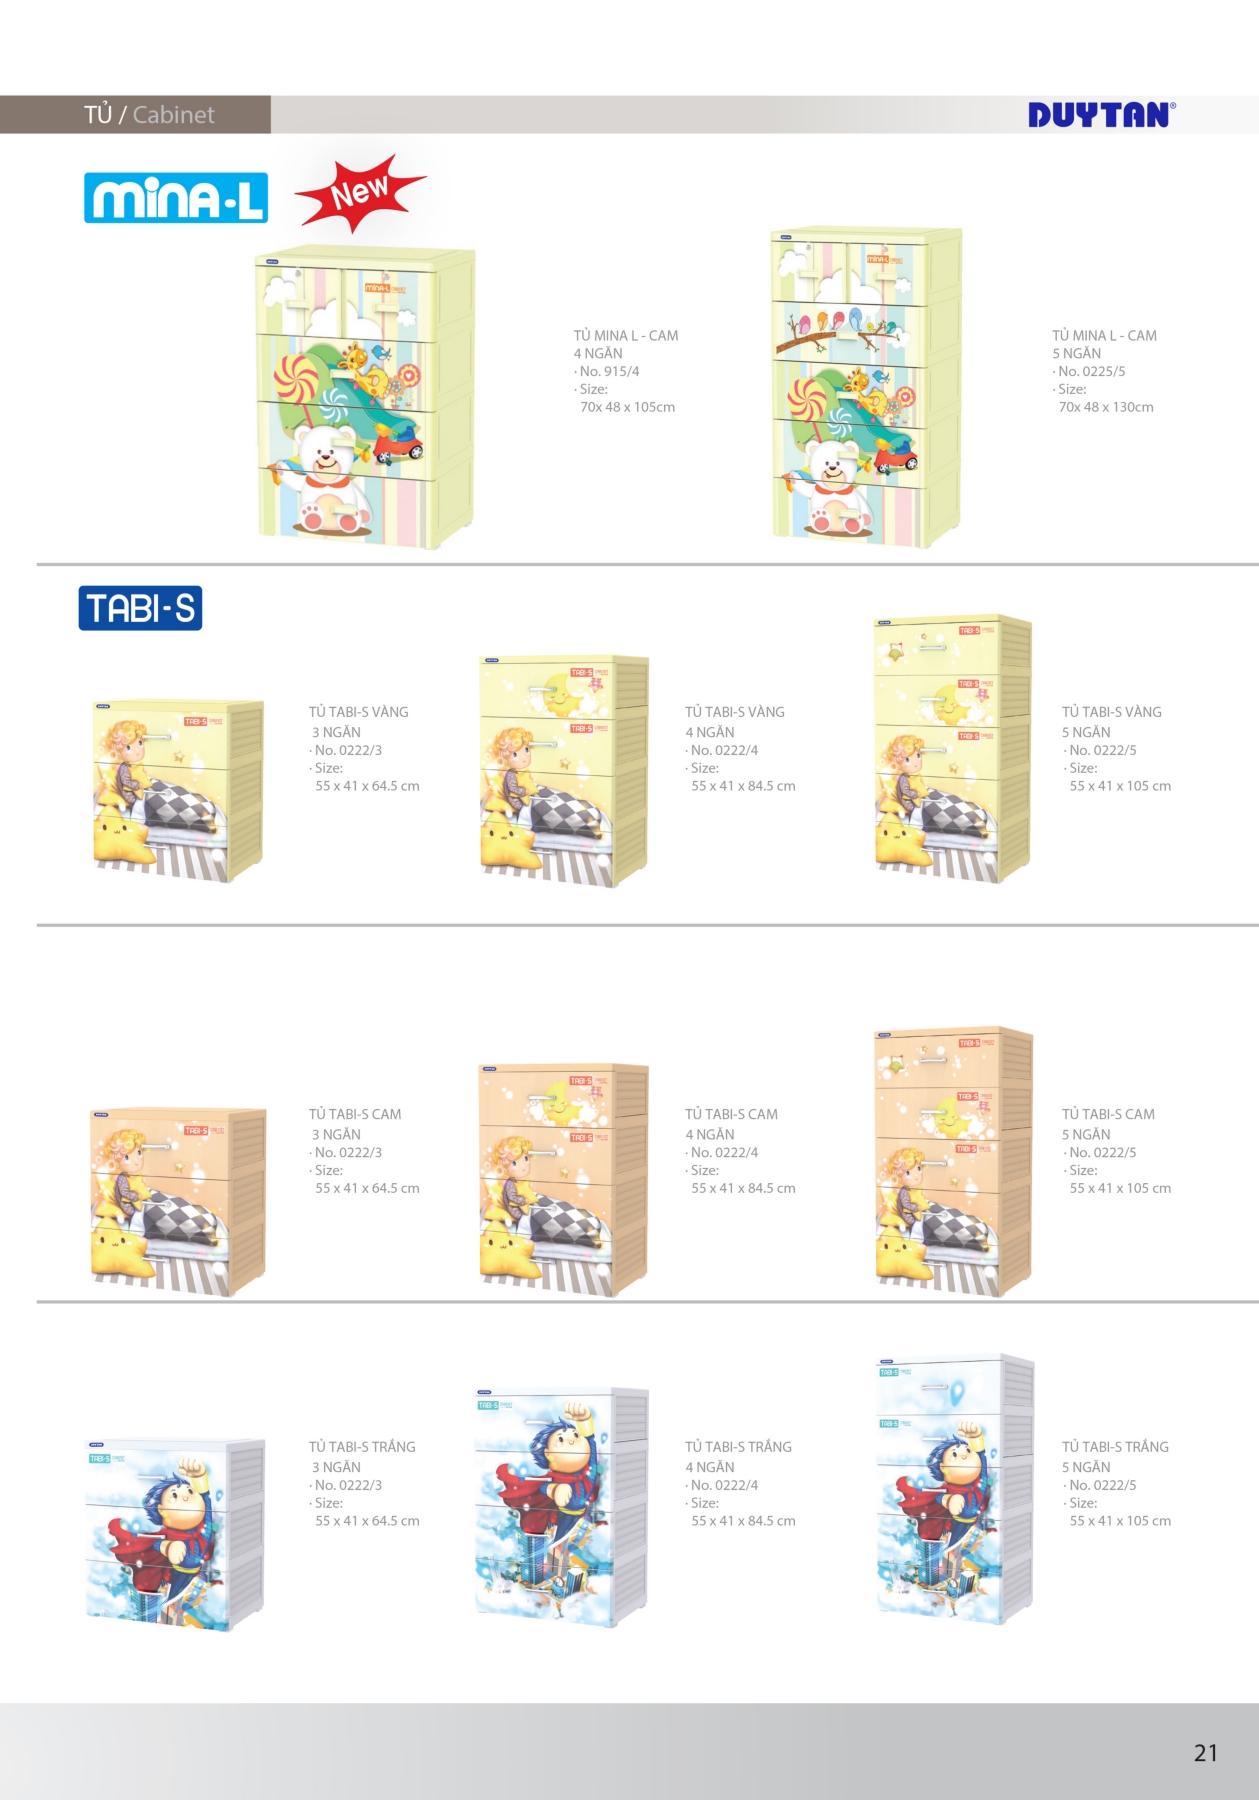 TỦ / Cabinet
DUYTAN®
mina-L
New
TỦ MINA L - CAM
4 NGĂN
· No. 915/4
· Size:
70x 48 x 105cm
TỦ MINA L - CAM
5 NGĂN
· No. 0225/5
· Size:
70x 48 x 130cm
TABI-S
TỦ TABI-S VÀNG
3 NGĂN
· No. 0222/3
· Size:
55 x 41 x 64.5 cm
TỦ TABI-S VÀNG
4 NGĂN
· No. 0222/4
· Size:
55 x 41 x 84.5 cm
TỦ TABI-S VÀNG
5 NGĂN
· No. 0222/5
· Size:
55 x 41 x 105 cm
TỦ TABI-S CAM
3 NGĂN
· No. 0222/3
· Size:
55 x 41 x 64.5 cm
TỦ TABI-S CAM
4 NGĂN
· No. 0222/4
· Size:
55 x 41 x 84.5 cm
TỦ TABI-S CAM
5 NGĂN
· No. 0222/5
· Size:
55 x 41 x 105 cm
TỦ TABI-S TRẮNG
3 NGĂN
· No. 0222/3
· Size:
55 x 41 x 64.5 cm
TỦ TABI-S TRẮNG
4 NGĂN
· No. 0222/4
· Size:
55 x 41 x 84.5 cm
TỦ TABI-S TRẮNG
5 NGĂN
· No. 0222/5
· Size:
55 x 41 x 105 cm
21